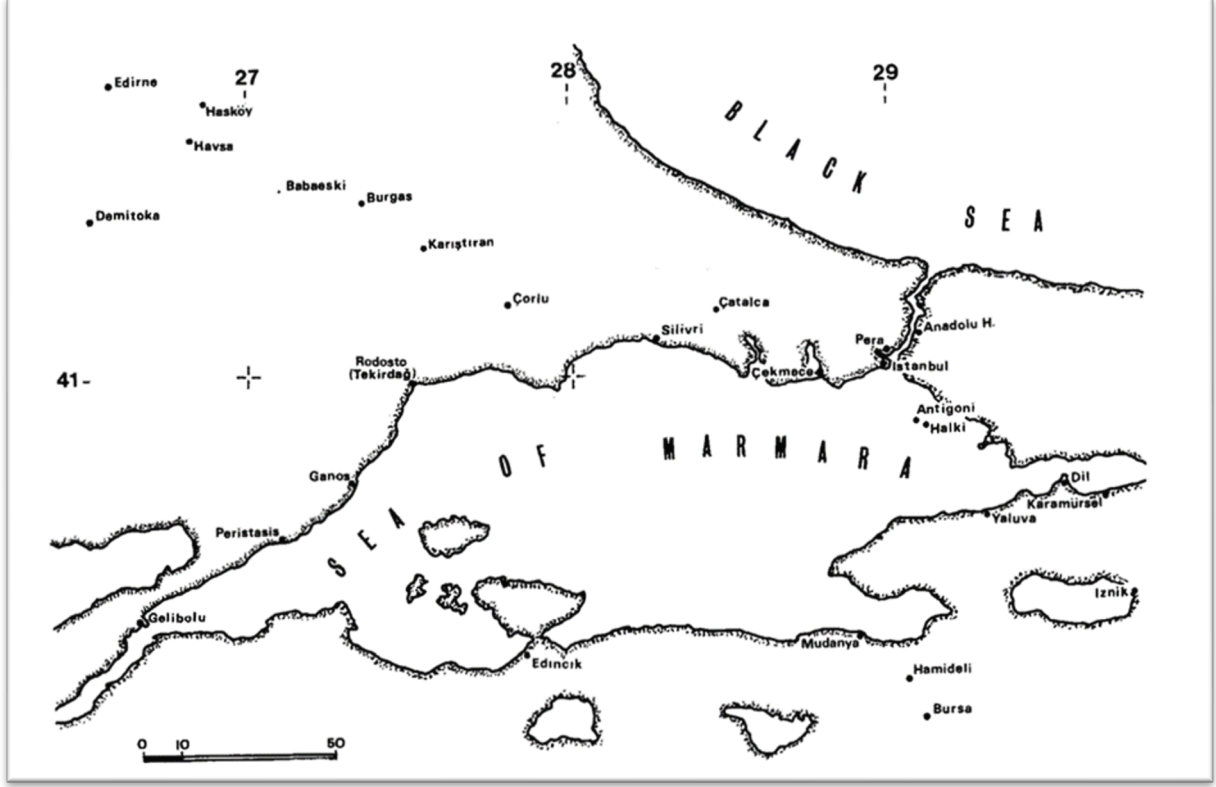 Edirne
27
28
29
Hasköy
Havsa
BLACK
SEA
Babaeski
Burgas
Demitoka
Karıştıran
Çorlu
Çatalca
Silivri
Anadolu H.
Pera
Rodosto
(Tekirdağ)
41
Çekmece
Istanbul
Antigoni
Halki
SEA OF MARMARA
Ganos
Dil
Karamürsel
Yaluva
Peristasis
Iznik
Gelibolu
Mudanya
Edincik
Hamideli
Bursa
0 10 50